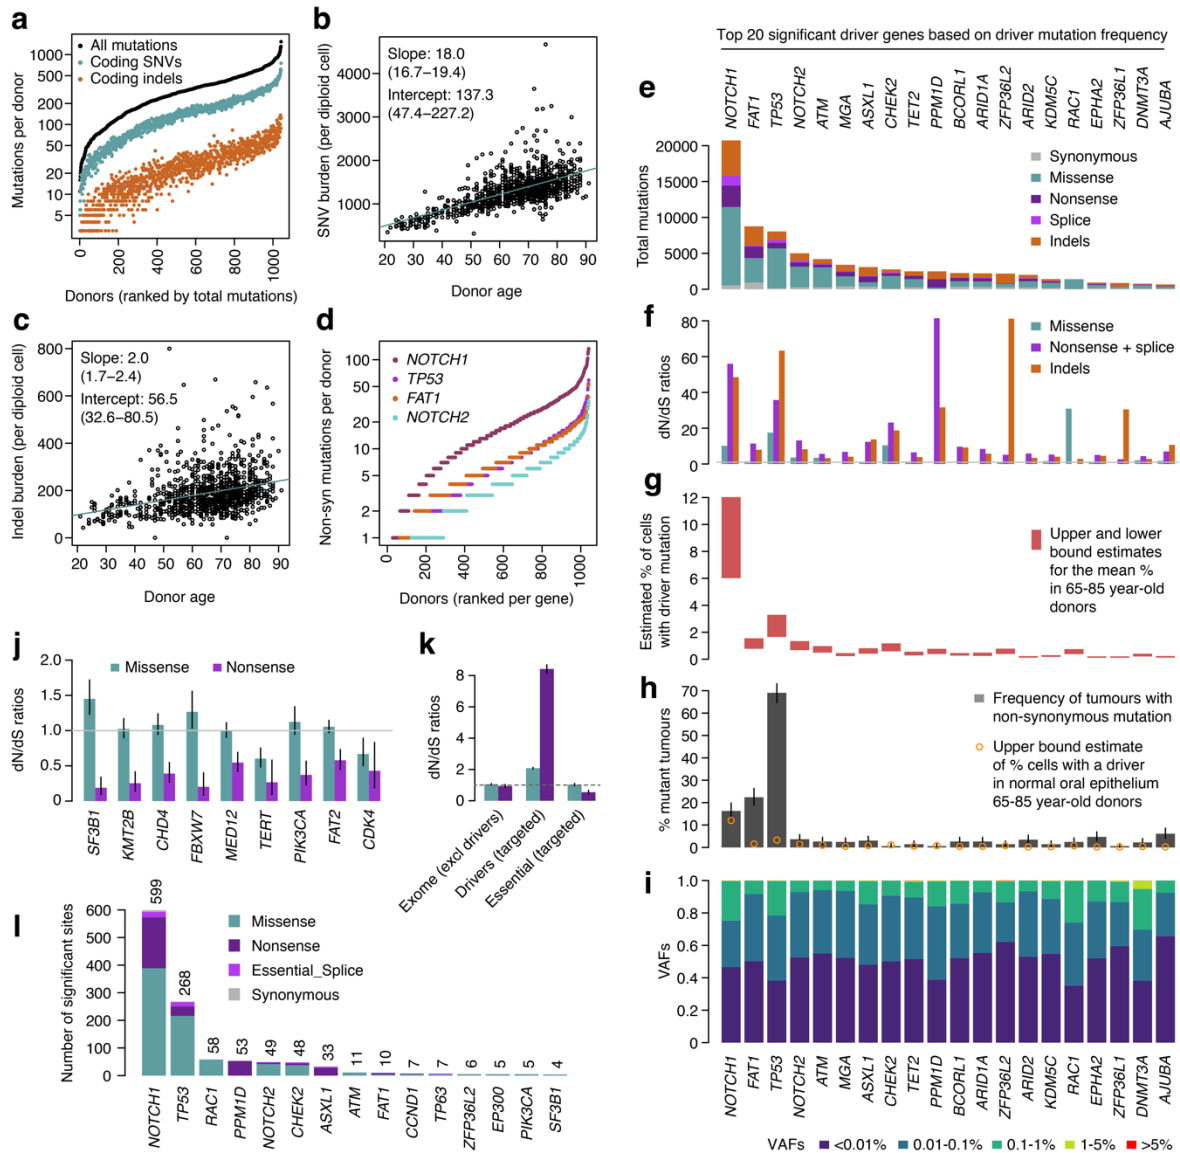 a
All mutations
Coding SNVs
Coding indels
Mutations per donor
1000
500
200
100
50
20
10
5
0 200 400 600 800 1000
Donors (ranked by total mutations)
b
Slope: 18.0
(16.7–19.4)
Intercept: 137.3
(47.4–227.2)
SNV burden (per diploid cell)
4000
3000
2000
1000
20 30 40 50 60 70 80 90
Donor age
c
Slope: 2.0
(1.7–2.4)
Intercept: 56.5
(32.6–80.5)
Indel burden (per diploid cell)
800
600
400
200
0
20 30 40 50 60 70 80 90
Donor age
d
NOTCH1
TP53
FAT1
NOTCH2
Non-syn mutations per donor
100
50
20
10
5
2
1
0 200 400 600 800 1000
Donors (ranked per gene)
Top 20 significant driver genes based on driver mutation frequency
NOTCH1 FAT1 TP53 NOTCH2 ATM MGA ASXL1 CHEK2 TET2 PPM1D BCORL1 ARID1A ZFP36L2 ARID2 KDM5C RAC1 EPHA2 ZFP36L1 DNMT3A AJUBA
e
Total mutations
20000
15000
10000
5000
0
Synonymous
Missense
Nonsense
Splice
Indels
f
dN/dS ratios
80
60
40
20
0
Missense
Nonsense + splice
Indels
g
Estimated % of cells
with driver mutation
12
10
8
6
4
2
0
Upper and lower
bound estimates
for the mean %
in 65-85 year-old
donors
h
% mutant tumours
70
60
50
40
30
20
10
0
Frequency of tumours with
non-synonymous mutation
Upper bound estimate
of % cells with a driver
in normal oral epithelium
65-85 year-old donors
i
VAFs
1.0
0.8
0.6
0.4
0.2
0
NOTCH1 FAT1 TP53 NOTCH2 ATM MGA ASXL1 CHEK2 TET2 PPM1D BCORL1 ARID1A ZFP36L2 ARID2 KDM5C RAC1 EPHA2 ZFP36L1 DNMT3A AJUBA
VAFs <0.01% 0.01-0.1% 0.1-1% 1-5% >5%
j
Missense Nonsense
dN/dS ratios
2.0
1.5
1.0
0.5
0
SF3B1 KMT2B CHD4 FBXW7 MED12 TERT PIK3CA FAT2 CDK4
k
dN/dS ratios
8
6
4
2
0
Exome (excl drivers)
Drivers (targeted)
Essential (targeted)
l
Number of significant sites
600
500
400
300
200
100
0
Missense
Nonsense
Essential_Splice
Synonymous
599 268 58 53 49 48 33 11 10 7 7 6 5 5 4
NOTCH1 TP53 RAC1 PPM1D NOTCH2 CHEK2 ASXL1 ATM FAT1 CCND1 TP63 ZFP36L2 EP300 PIK3CA SF3B1